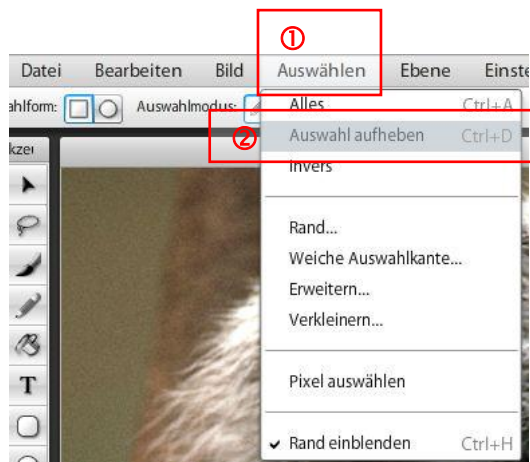 ①
Datei Bearbeiten Bild Auswählen Ebene Einste
ahlform: Auswahlmodus:
Alles Ctrl+A
② Auswahl aufheben Ctrl+D
kzei
Invers
Rand...
Weiche Auswahlkante...
Erweitern...
Verkleinern...
T
Pixel auswählen
✔ Rand einblenden Ctrl+H